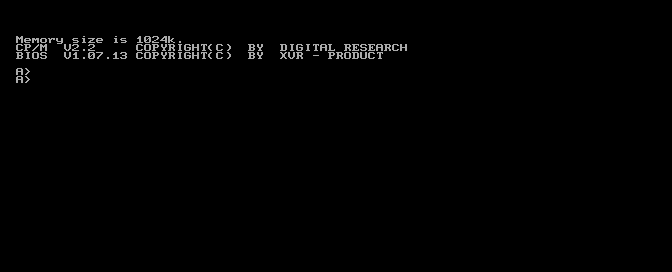 Memory size is 1024k.
CP/M  V2.2     COPYRIGHT(C)  BY  DIGITAL RESEARCH
BIOS  V1.07.13 COPYRIGHT(C)  BY  XVR - PRODUCT
A>
A>